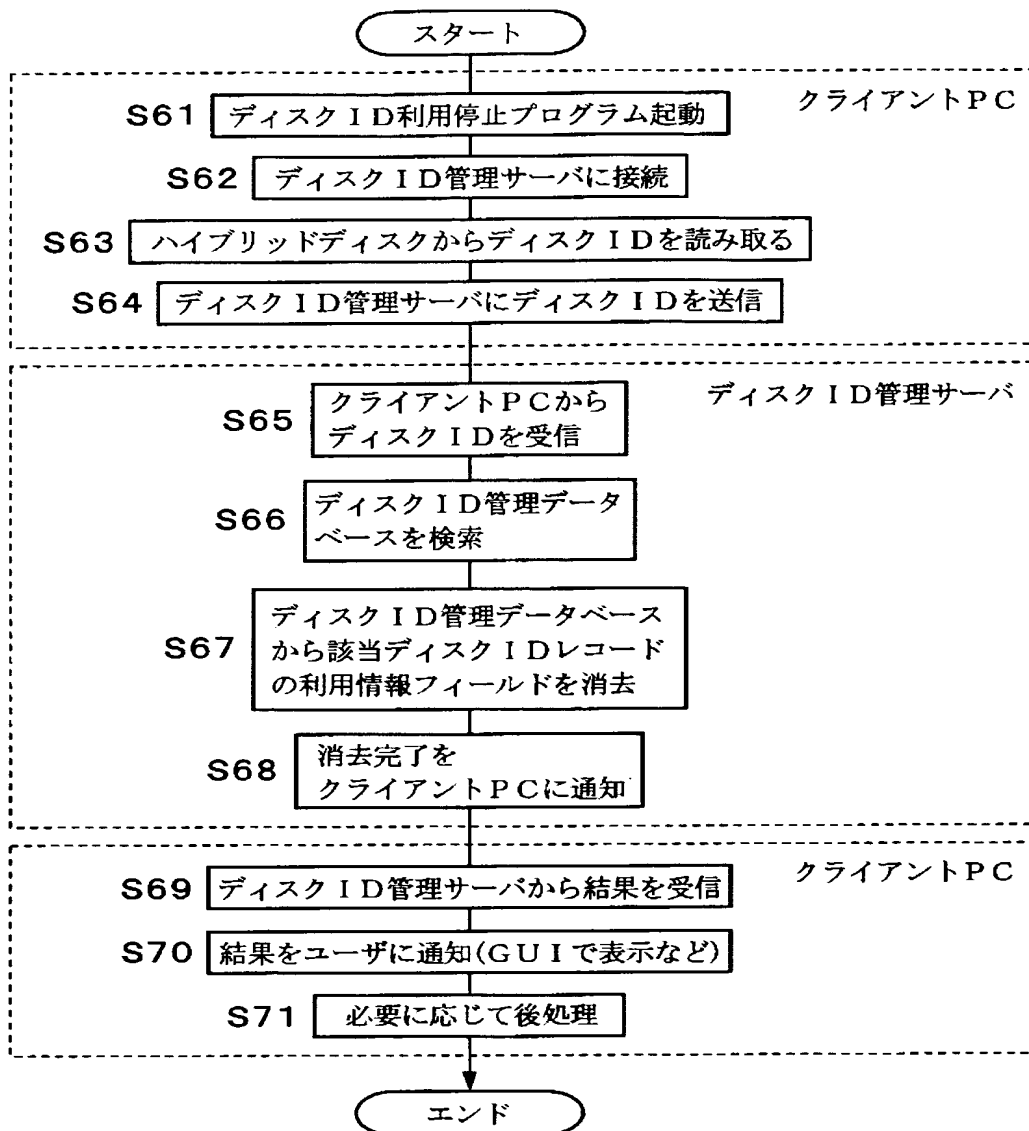 スタート
クライアントPC
S61 ディスクID利用停止プログラム起動
S62 ディスクID管理サーバに接続
S63 ハイブリッドディスクからディスクIDを読み取る
S64 ディスクID管理サーバにディスクIDを送信
ディスクID管理サーバ
S65 クライアントPCから
ディスクIDを受信
S66 ディスクID管理データ
ベースを検索
S67 ディスクID管理データベース
から該当ディスクIDレコード
の利用情報フィールドを消去
S68 消去完了を
クライアントPCに通知
クライアントPC
S69 ディスクID管理サーバから結果を受信
S70 結果をユーザに通知(GUIで表示など)
S71 必要に応じて後処理
エンド